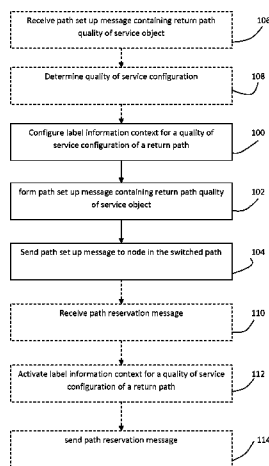 Receive path set up message containing return path
quality of service object
106
Determine quality of service configuration
108
Configure label information context for a quality of
service configuration of a return path
100
form path set up message containing return path quality
of service object
102
Send path set up message to node in the switched path
104
Receive path reservation message
110
Activate label information context for a quality of service
configuration of a return path
112
send path reservation message
114